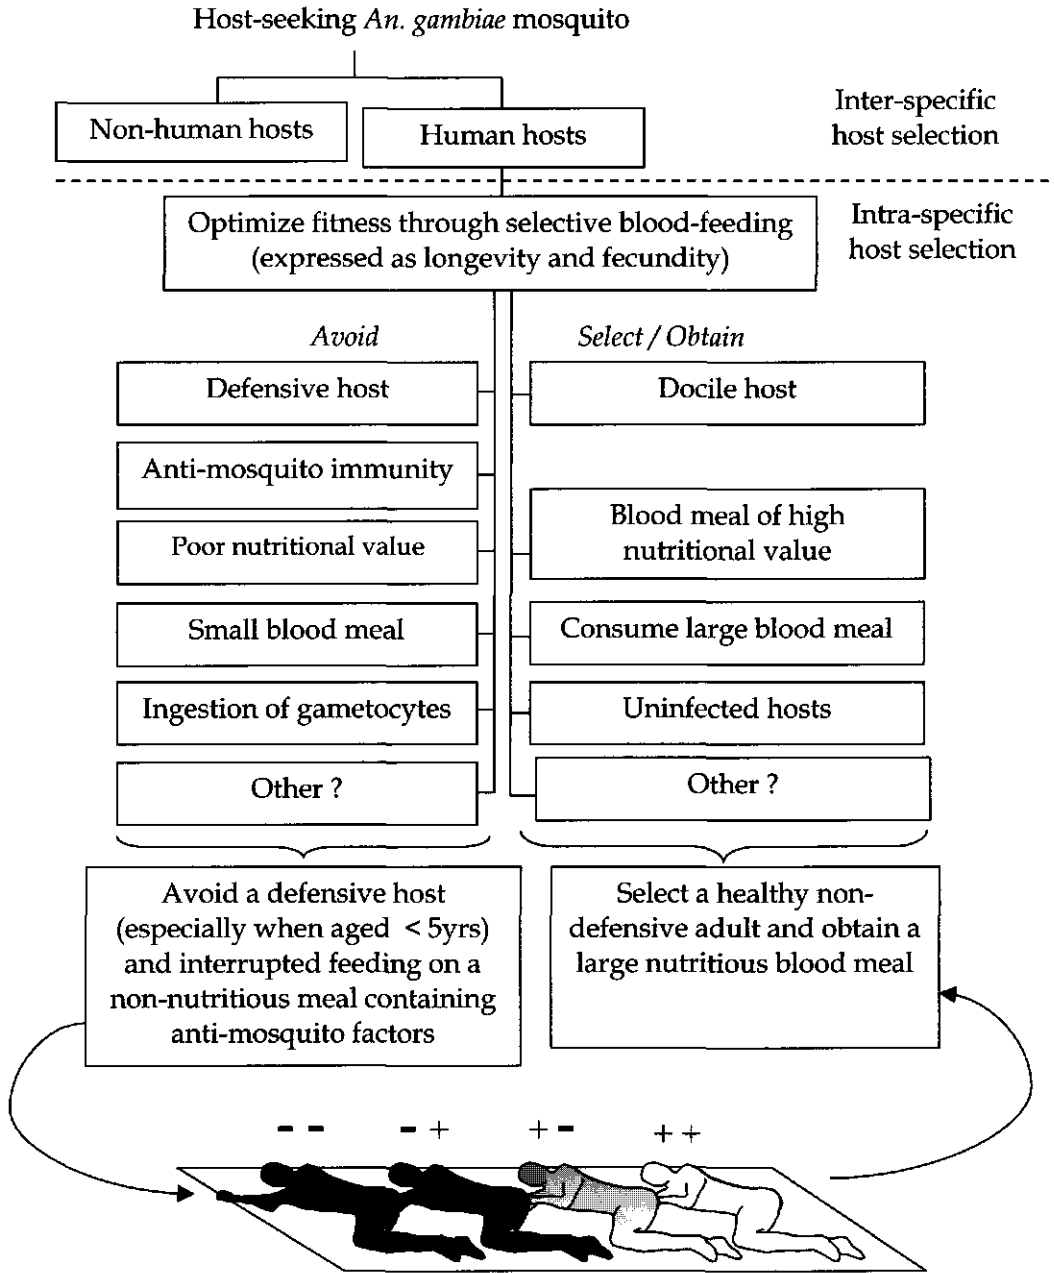 Host-seeking An. gambiae mosquito
Non-human hosts
Human hosts
Inter-specific
host selection
Optimize fitness through selective blood-feeding
(expressed as longevity and fecundity)
Intra-specific
host selection
Avoid
Select / Obtain
Defensive host
Docile host
Anti-mosquito immunity
Poor nutritional value
Blood meal of high
nutritional value
Small blood meal
Consume large blood meal
Ingestion of gametocytes
Uninfected hosts
Other ?
Other ?
Avoid a defensive host
(especially when aged < 5yrs)
and interrupted feeding on a
non-nutritious meal containing
anti-mosquito factors
Select a healthy non-
defensive adult and obtain a
large nutritious blood meal
- - - + + - + +